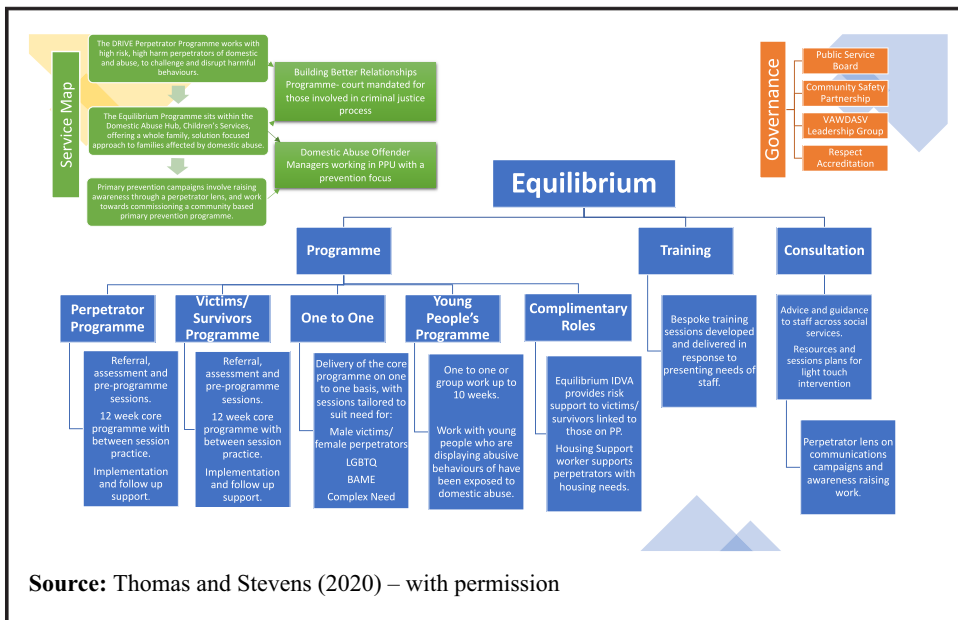 Service Map
The DRIVE Perpetrator Programme works with
high risk, high harm perpetrators of domestic
and abuse, to challenge and disrupt harmful
behaviours.
The Equilibrium Programme sits within the
Domestic Abuse Hub, Children's Services,
offering a whole family, solution focused
approach to families affected by domestic abuse.
Primary prevention campaigns involve raising
awareness through a perpetrator lens, and work
towards commissioning a community based
primary prevention programme.
Building Better Relationships
Programme- court mandated for
those involved in criminal justice
process
Domestic Abuse Offender
Managers working in PPU with a
prevention focus
Governance
Public Service
Board
Community Safety
Partnership
VAWDASV
Leadership Group
Respect
Accreditation
Equilibrium
Programme
Training
Consultation
Perpetrator
Programme
Referral,
assessment and
pre-programme
sessions.
12 week core
programme with
between session
practice.
Implementation
and follow up
support.
Victims/
Survivors
Programme
Referral,
assessment and
pre-programme
sessions.
12 week core
programme with
between session
practice.
Implementation
and follow up
support.
One to One
Delivery of the core
programme on one
to one basis, with
sessions tailored to
suit need for:
Male victims/
female perpetrators
LGBTQ
BAME
Complex Need
Young
People's
Programme
One to one or
group work up to
10 weeks.
Work with young
people who are
displaying abusive
behaviours of have
been exposed to
domestic abuse.
Complimentary
Roles
Equilibrium IDVA
provides risk
support to victims/
survivors linked to
those on PP.
Housing Support
worker supports
perpetrators with
housing needs.
Bespoke training
sessions developed
and delivered in
response to
presenting needs of
staff.
Advice and guidance
to staff across social
services.
Resources and
sessions plans for
light touch
intervention
Perpetrator lens on
communications
campaigns and
awareness raising
work.
Source: Thomas and Stevens (2020) – with permission